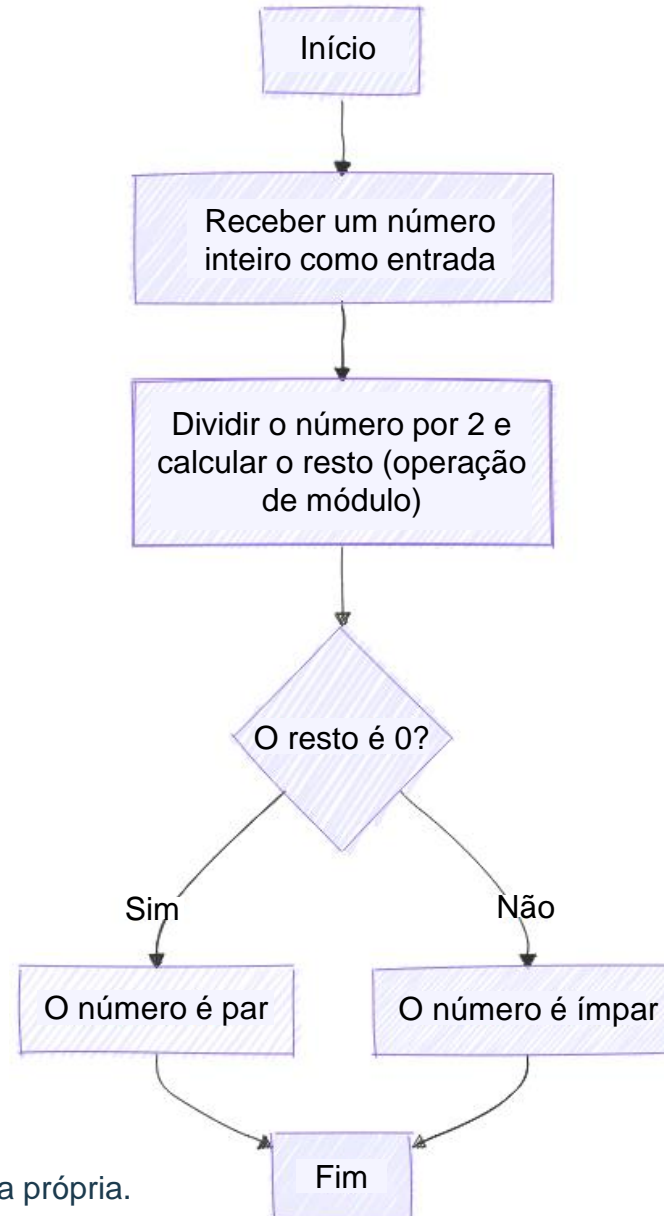 Início
Receber um número
inteiro como entrada
Dividir o número por 2 e
calcular o resto (operação
de módulo)
O resto é 0?
Sim
Não
O número é par
O número é ímpar
Fim
a própria.